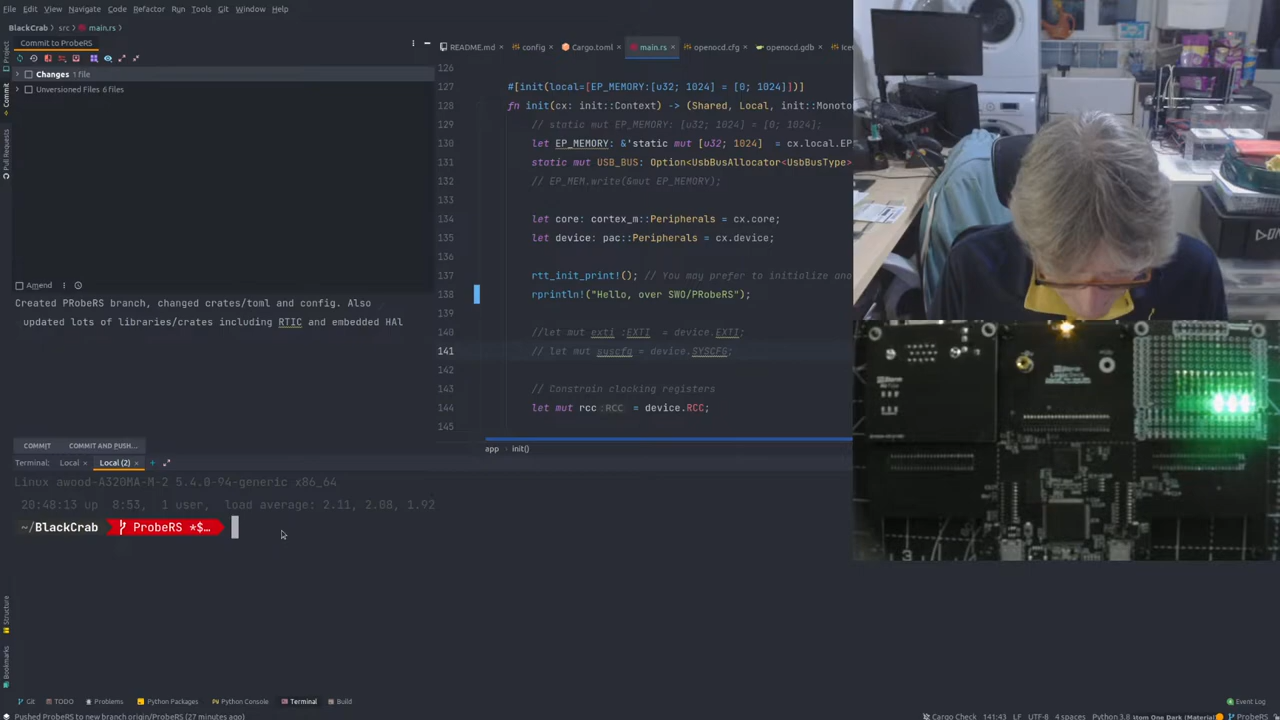 File Edit View Navigate Code Refactor Run Tools Git Window Help
BlackCrab › src › main.rs ›
Commit to ProbeRS
README.md × config × Cargo.toml × main.rs × openocd.cfg × openocd.gdb ×
Project
Commit
Pull Requests
Changes 1 file
Unversioned Files 6 files
Amend
Created PRobeRS branch, changed crates/toml and config. Also
updated lots of libraries/crates including RTIC and embedded HAl
COMMIT COMMIT AND PUSH...
126
127 #[init(local=[EP_MEMORY:[u32; 1024] = [0; 1024]])]
128 fn init(cx: init::Context) -> (Shared, Local, init::Monoto
129 // static mut EP_MEMORY: [u32; 1024] = [0; 1024];
130 let EP_MEMORY: &'static mut [u32; 1024] = cx.local.EP
131 static mut USB_BUS: Option<UsbBusAllocator<UsbBusType>
132 // EP_MEM.write(&mut EP_MEMORY);
133
134 let core: cortex_m::Peripherals = cx.core;
135 let device: pac::Peripherals = cx.device;
136
137 rtt_init_print!(); // You may prefer to initialize ano
138 rprintln!("Hello, over SWO/PRobeRS");
139
140 //let mut exti :EXTI = device.EXTI;
141 // let mut syscfg = device.SYSCFG;
142
143 // Constrain clocking registers
144 let mut rcc :RCC = device.RCC;
145
app › init()
Terminal: Local × Local (2) × +
Linux awood-A320MA-M-2 5.4.0-94-generic x86_64
20:48:13 up 8:53, 1 user, load average: 2.11, 2.08, 1.92
~/BlackCrab ProbeRS *$…
Structure
Bookmarks
Git TODO Problems Python Packages Python Console Terminal Build Event Log
Pushed ProbeRS to new branch origin/ProbeRS (27 minutes ago) Cargo Check 141:43 LF UTF-8 4 spaces Python 3.8 Atom One Dark (Material) ProbeRS